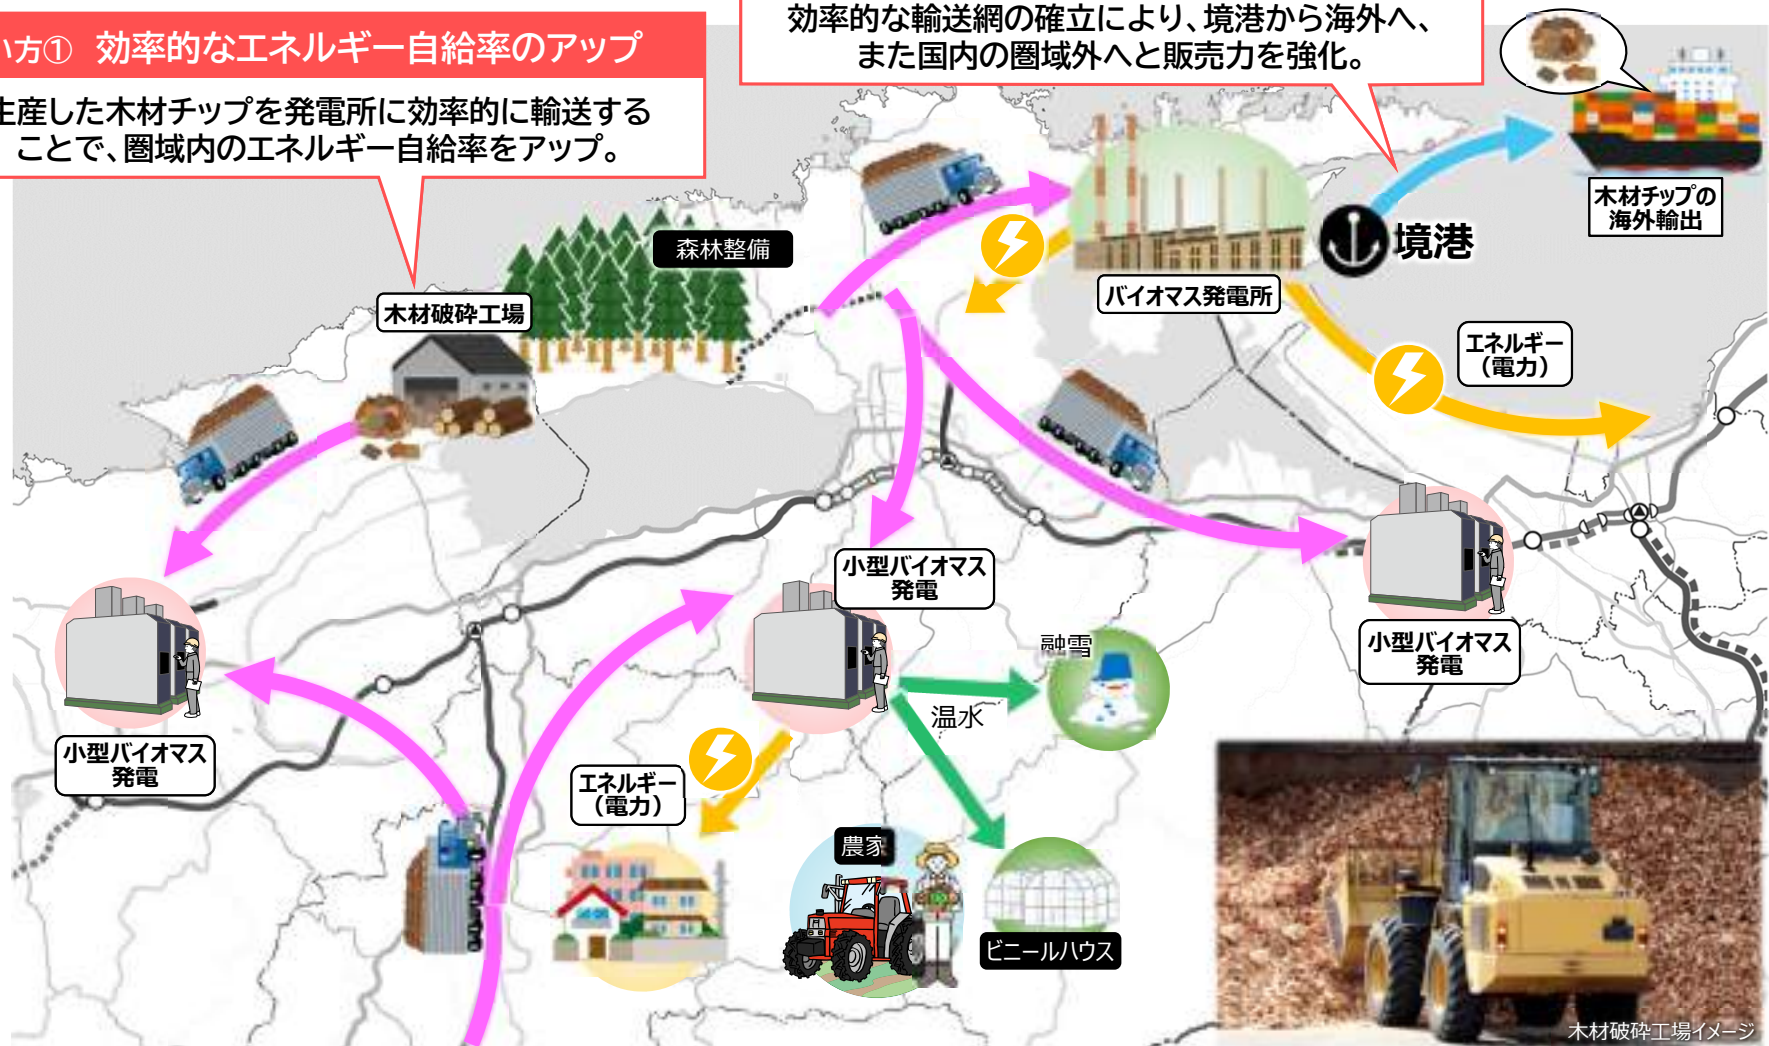 い方① 効率的なエネルギー自給率のアップ
生産した木材チップを発電所に効率的に輸送する
ことで、圏域内のエネルギー自給率をアップ。
効率的な輸送網の確立により、境港から海外へ、
また国内の圏域外へと販売力を強化。
木材チップの
海外輸出
境港
森林整備
木材破砕工場
バイオマス発電所
エネルギー
（電力）
小型バイオマス
発電
小型バイオマス
発電
融雪
温水
小型バイオマス
発電
エネルギー
（電力）
農家
ビニールハウス
木材破砕工場イメージ